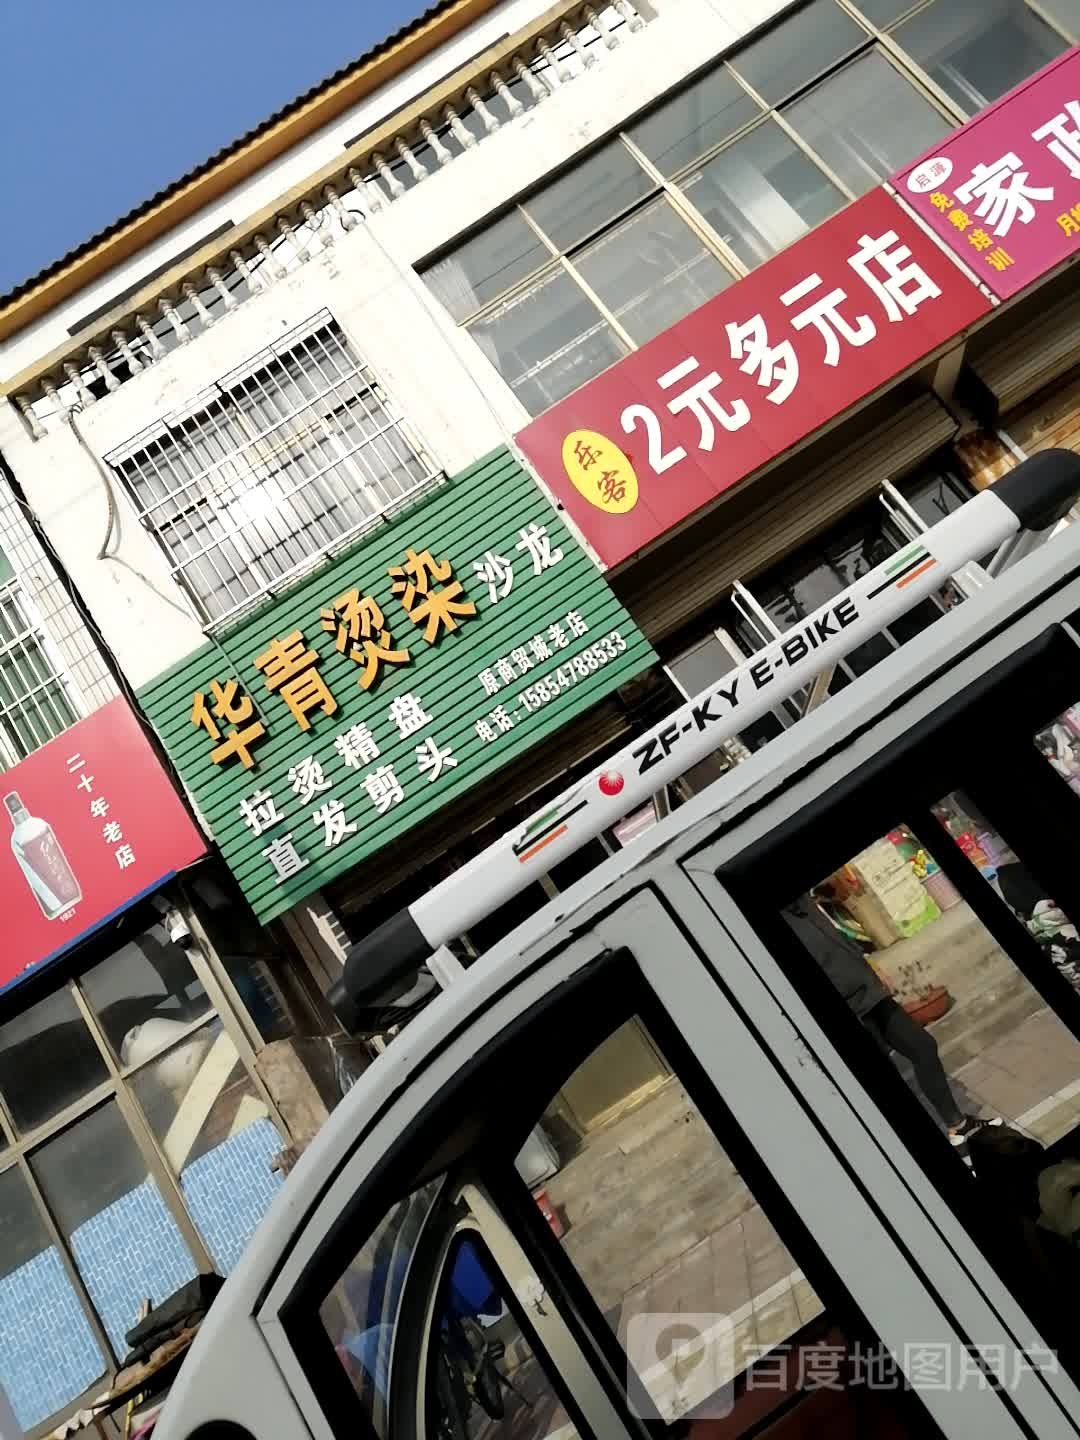 启源
免费培训
家政
乐客
2元多元店
华青烫染沙龙
拉烫精盘
直发剪头
原商贸城老店
电话:15854788533
二十年老店
1921
ZF-KY E-BIKE
百度地图用户